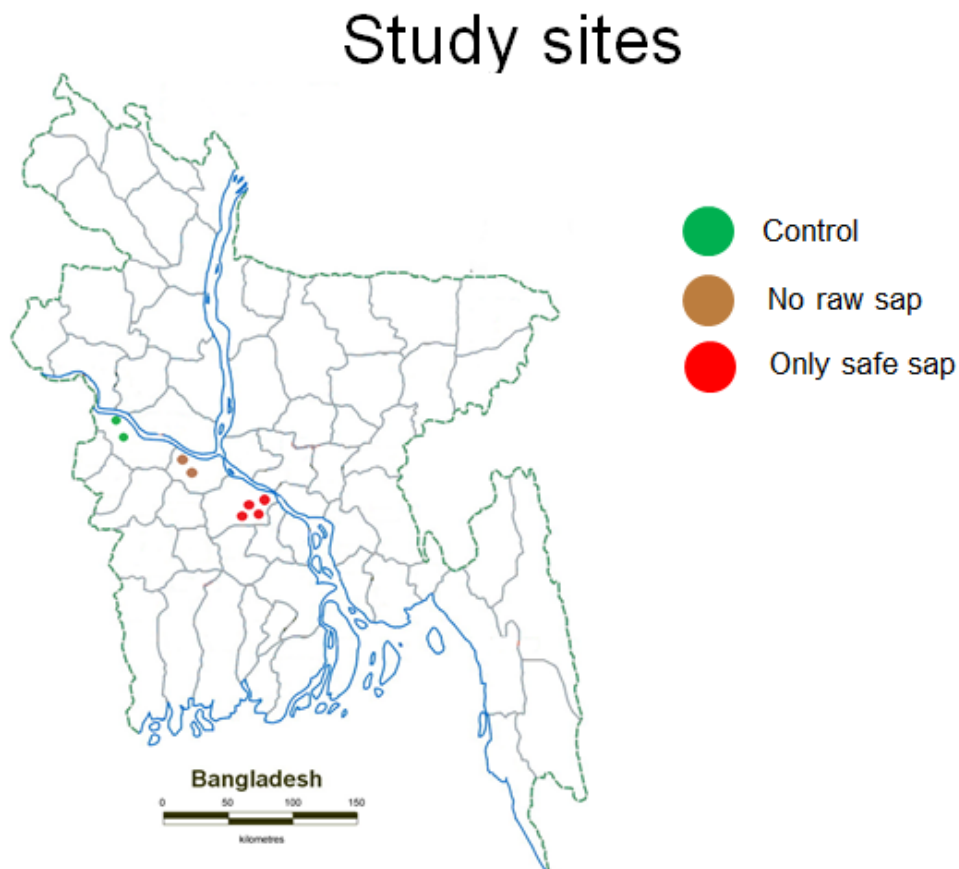 Study sites
Control
No raw sap
Only safe sap
Bangladesh
0 50 100 150
kilometres